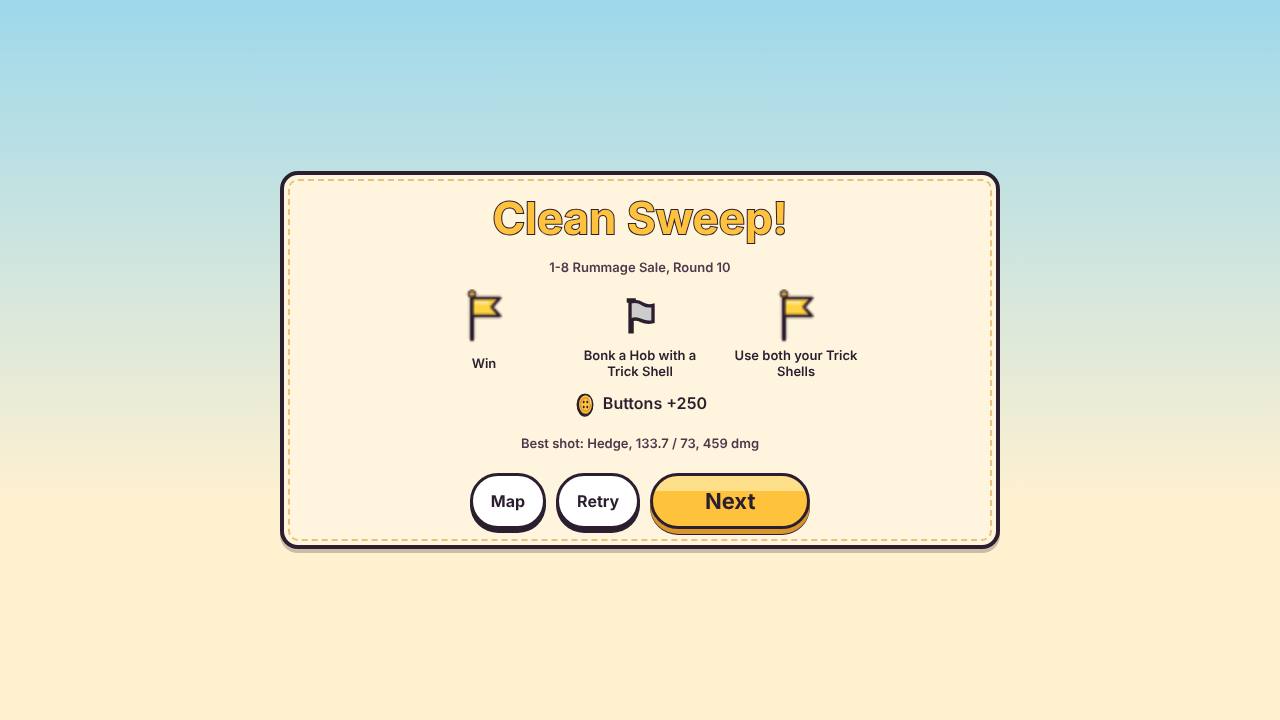 Clean Sweep!
1-8 Rummage Sale, Round 10
Win
Bonk a Hob with a
Trick Shell
Use both your Trick
Shells
Buttons +250
Best shot: Hedge, 133.7 / 73, 459 dmg
Map
Retry
Next